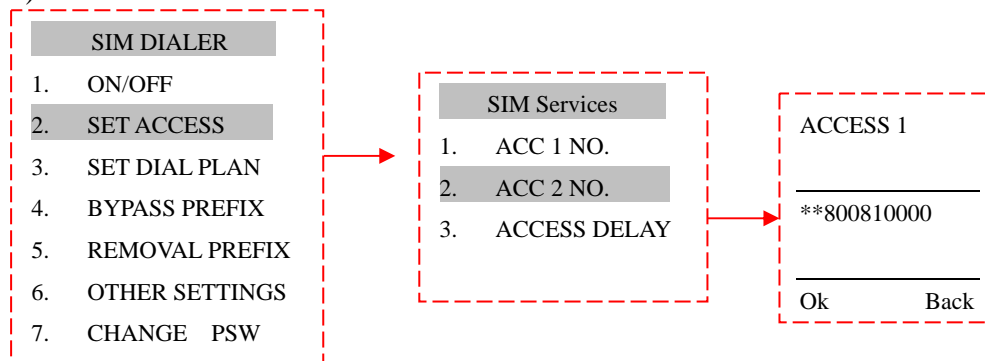 SIM DIALER
1. ON/OFF
2. SET ACCESS
3. SET DIAL PLAN
4. BYPASS PREFIX
5. REMOVAL PREFIX
6. OTHER SETTINGS
7. CHANGE PSW
SIM Services
1. ACC 1 NO.
2. ACC 2 NO.
3. ACCESS DELAY
ACCESS 1
**800810000
Ok Back